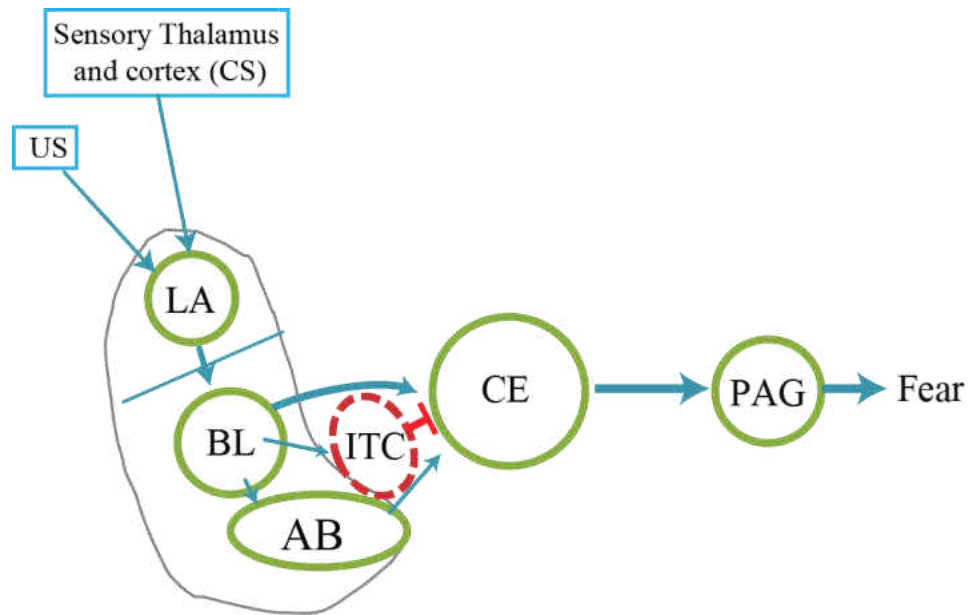 Sensory Thalamus
and cortex (CS)
US
LA
BL
ITC
AB
CE
PAG
Fear